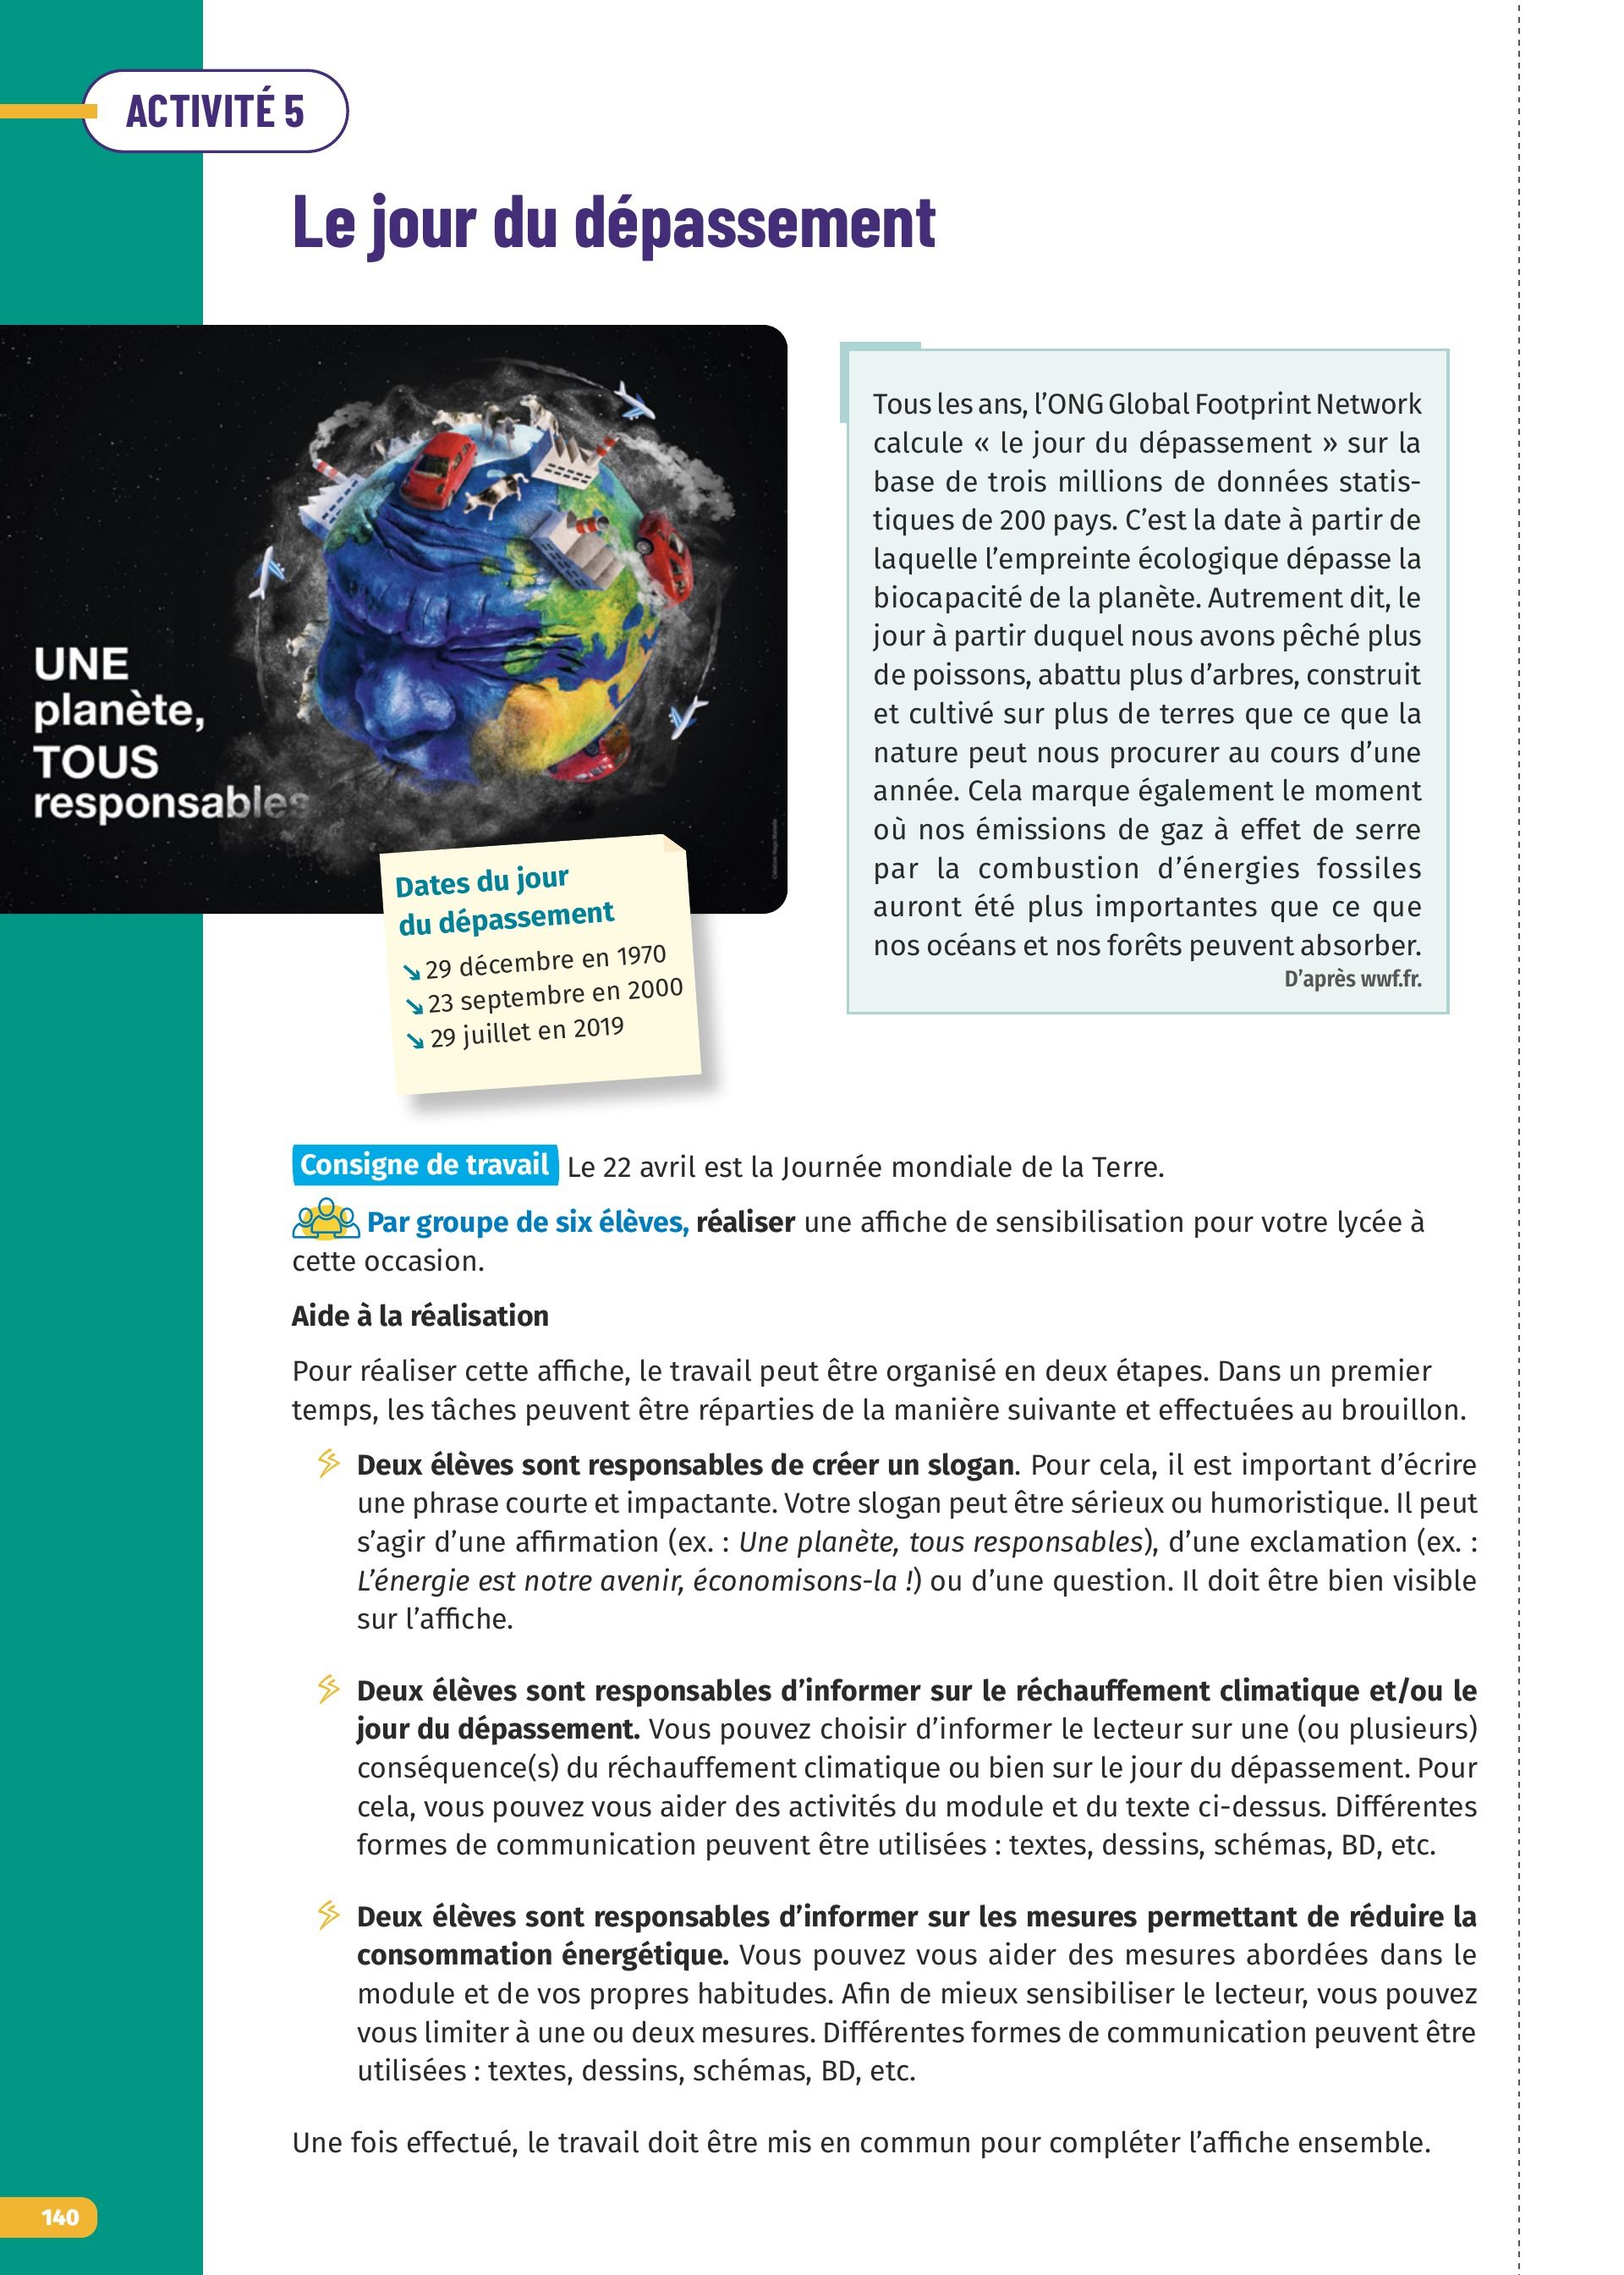 ACTIVITÉ 5
Le jour du dépassement
UNE
planète,
TOUS
responsables
Dates du jour
du dépassement
↘ 29 décembre en 1970
↘ 23 septembre en 2000
↘ 29 juillet en 2019
Tous les ans, l’ONG Global Footprint Network
calcule « le jour du dépassement » sur la
base de trois millions de données statis-
tiques de 200 pays. C’est la date à partir de
laquelle l’empreinte écologique dépasse la
biocapacité de la planète. Autrement dit, le
jour à partir duquel nous avons pêché plus
de poissons, abattu plus d’arbres, construit
et cultivé sur plus de terres que ce que la
nature peut nous procurer au cours d’une
année. Cela marque également le moment
où nos émissions de gaz à effet de serre
par la combustion d’énergies fossiles
auront été plus importantes que ce que
nos océans et nos forêts peuvent absorber.
D’après wwf.fr.
Consigne de travail Le 22 avril est la Journée mondiale de la Terre.
Par groupe de six élèves, réaliser une affiche de sensibilisation pour votre lycée à
cette occasion.
Aide à la réalisation
Pour réaliser cette affiche, le travail peut être organisé en deux étapes. Dans un premier
temps, les tâches peuvent être réparties de la manière suivante et effectuées au brouillon.
Deux élèves sont responsables de créer un slogan. Pour cela, il est important d’écrire
une phrase courte et impactante. Votre slogan peut être sérieux ou humoristique. Il peut
s’agir d’une affirmation (ex. : Une planète, tous responsables), d’une exclamation (ex. :
L’énergie est notre avenir, économisons-la !) ou d’une question. Il doit être bien visible
sur l’affiche.
Deux élèves sont responsables d’informer sur le réchauffement climatique et/ou le
jour du dépassement. Vous pouvez choisir d’informer le lecteur sur une (ou plusieurs)
conséquence(s) du réchauffement climatique ou bien sur le jour du dépassement. Pour
cela, vous pouvez vous aider des activités du module et du texte ci-dessus. Différentes
formes de communication peuvent être utilisées : textes, dessins, schémas, BD, etc.
Deux élèves sont responsables d’informer sur les mesures permettant de réduire la
consommation énergétique. Vous pouvez vous aider des mesures abordées dans le
module et de vos propres habitudes. Afin de mieux sensibiliser le lecteur, vous pouvez
vous limiter à une ou deux mesures. Différentes formes de communication peuvent être
utilisées : textes, dessins, schémas, BD, etc.
Une fois effectué, le travail doit être mis en commun pour compléter l’affiche ensemble.
140